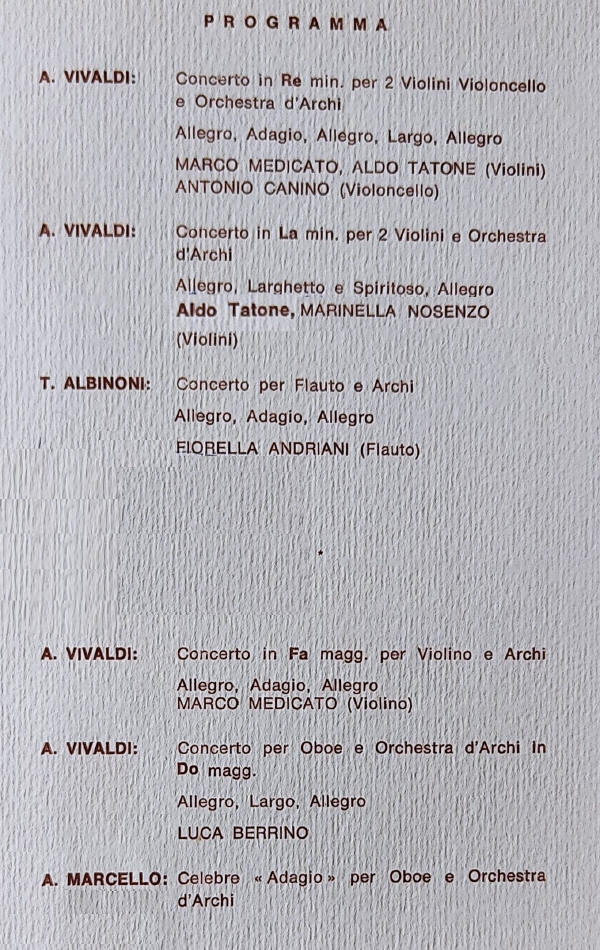 PROGRAMMA
A. VIVALDI: Concerto in Re min. per 2 Violini Violoncello
e Orchestra d'Archi
Allegro, Adagio, Allegro, Largo, Allegro
MARCO MEDICATO, ALDO TATONE (Violini)
ANTONIO CANINO (Violoncello)
A. VIVALDI: Concerto in La min. per 2 Violini e Orchestra
d'Archi
Allegro, Larghetto e Spiritoso, Allegro
Aldo Tatone, MARINELLA NOSENZO
(Violini)
T. ALBINONI: Concerto per Flauto e Archi
Allegro, Adagio, Allegro
FIORELLA ANDRIANI (Flauto)
*
A. VIVALDI: Concerto in Fa magg. per Violino e Archi
Allegro, Adagio, Allegro
MARCO MEDICATO (Violino)
A. VIVALDI: Concerto per Oboe e Orchestra d'Archi in
Do magg.
Allegro, Largo, Allegro
LUCA BERRINO
A. MARCELLO: Celebre «Adagio» per Oboe e Orchestra
d'Archi